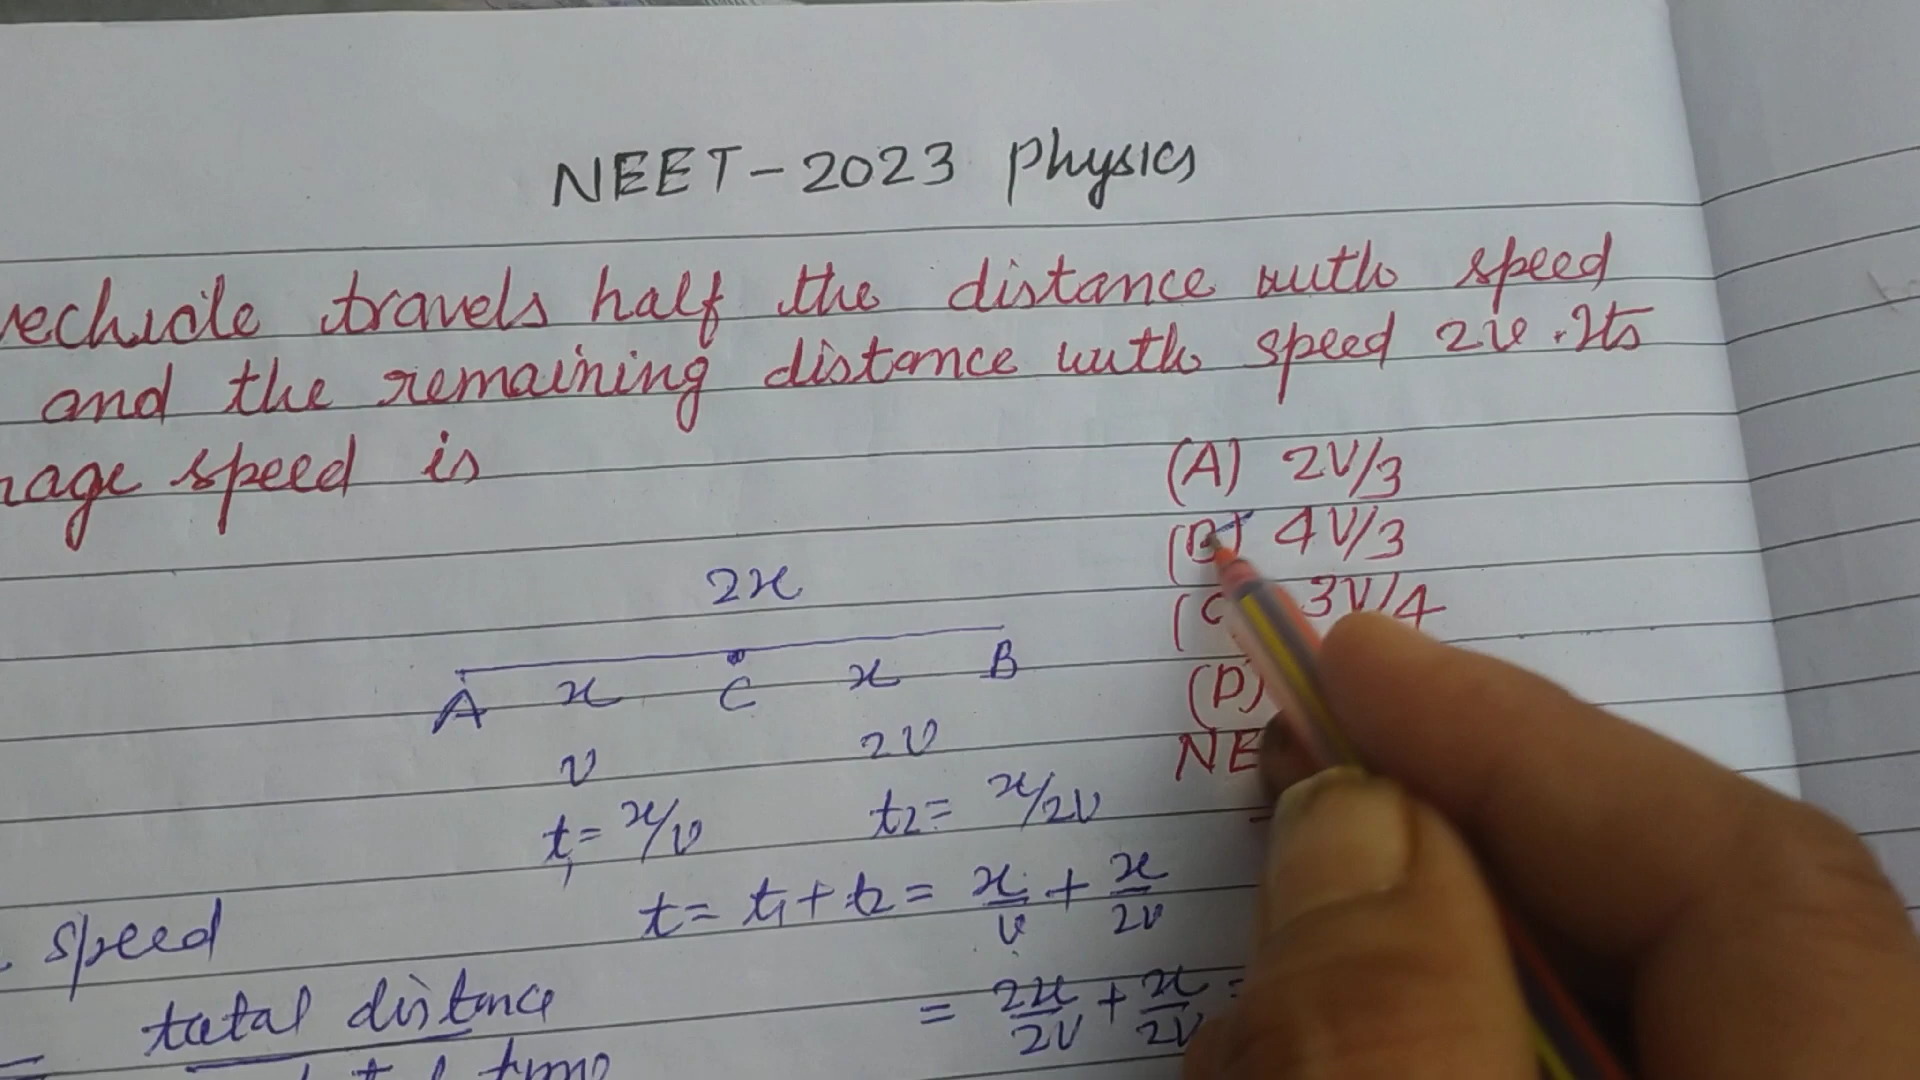 NEET-2023 Physics
vechicle travels half the distance with speed
and the remaining distance with speed 2v. Its
rage speed is
(A) 2V/3
(B) 4V/3
(C 3V/4
(D)
NE
2x
A x C x B
v 2v
t1 = x/v t2 = x/2v
t = t1 + t2 = x/v + x/2v
speed
= 2x/2v + x/2v =
= total distance